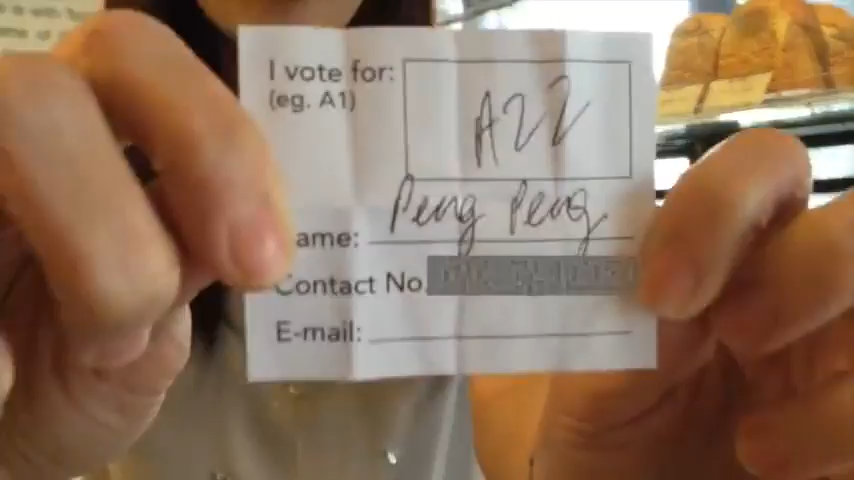 I vote for:
(eg. A1)
A22
Peng Peng
ame:
Contact No.
E-mail: